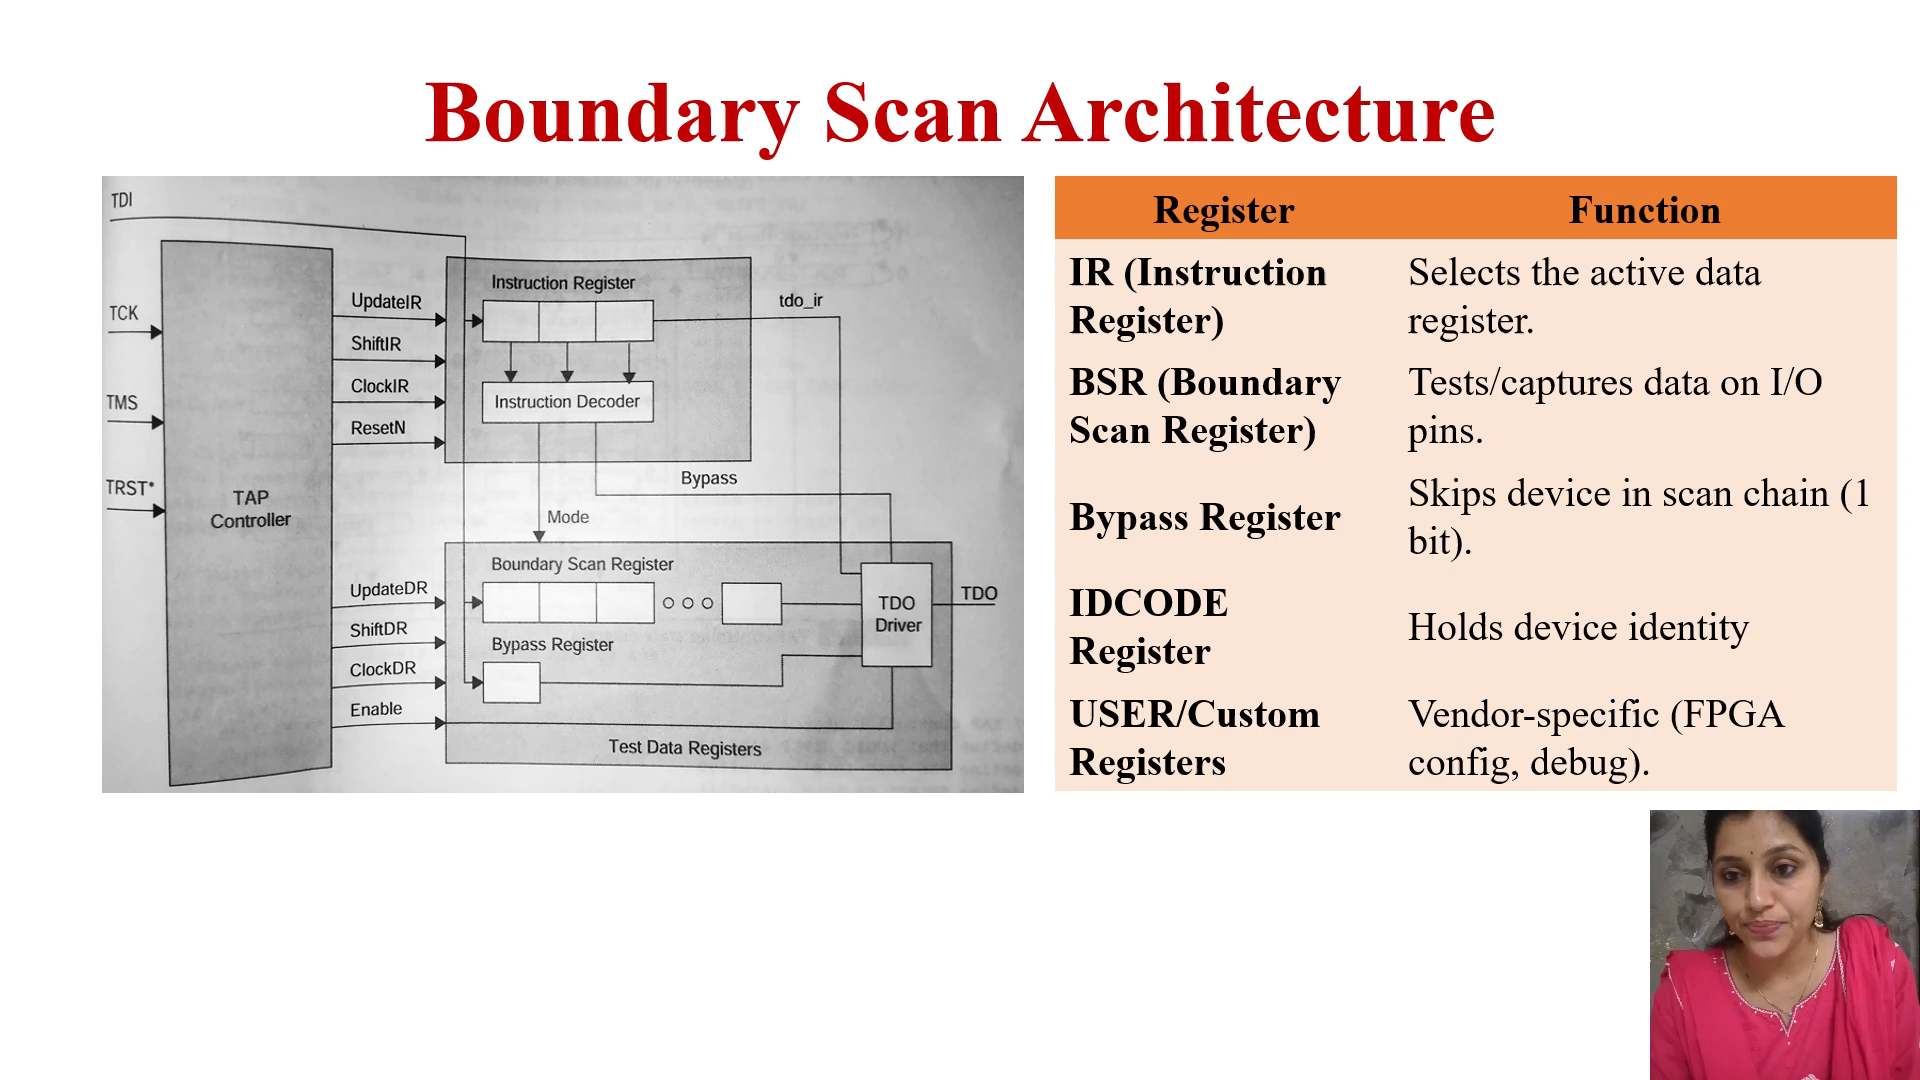 Boundary Scan Architecture
TDI
TCK
TMS
TRST*
TAP
Controller
UpdateIR
ShiftIR
ClockIR
ResetN
Instruction Register
Instruction Decoder
tdo_ir
Bypass
Mode
UpdateDR
ShiftDR
ClockDR
Enable
Boundary Scan Register
Bypass Register
Test Data Registers
TDO
Driver
TDO
Register Function
IR (Instruction Selects the active data
Register) register.
BSR (Boundary Tests/captures data on I/O
Scan Register) pins.
Bypass Register
Skips device in scan chain (1
bit).
IDCODE
Register
Holds device identity
USER/Custom Vendor-specific (FPGA
Registers config, debug).